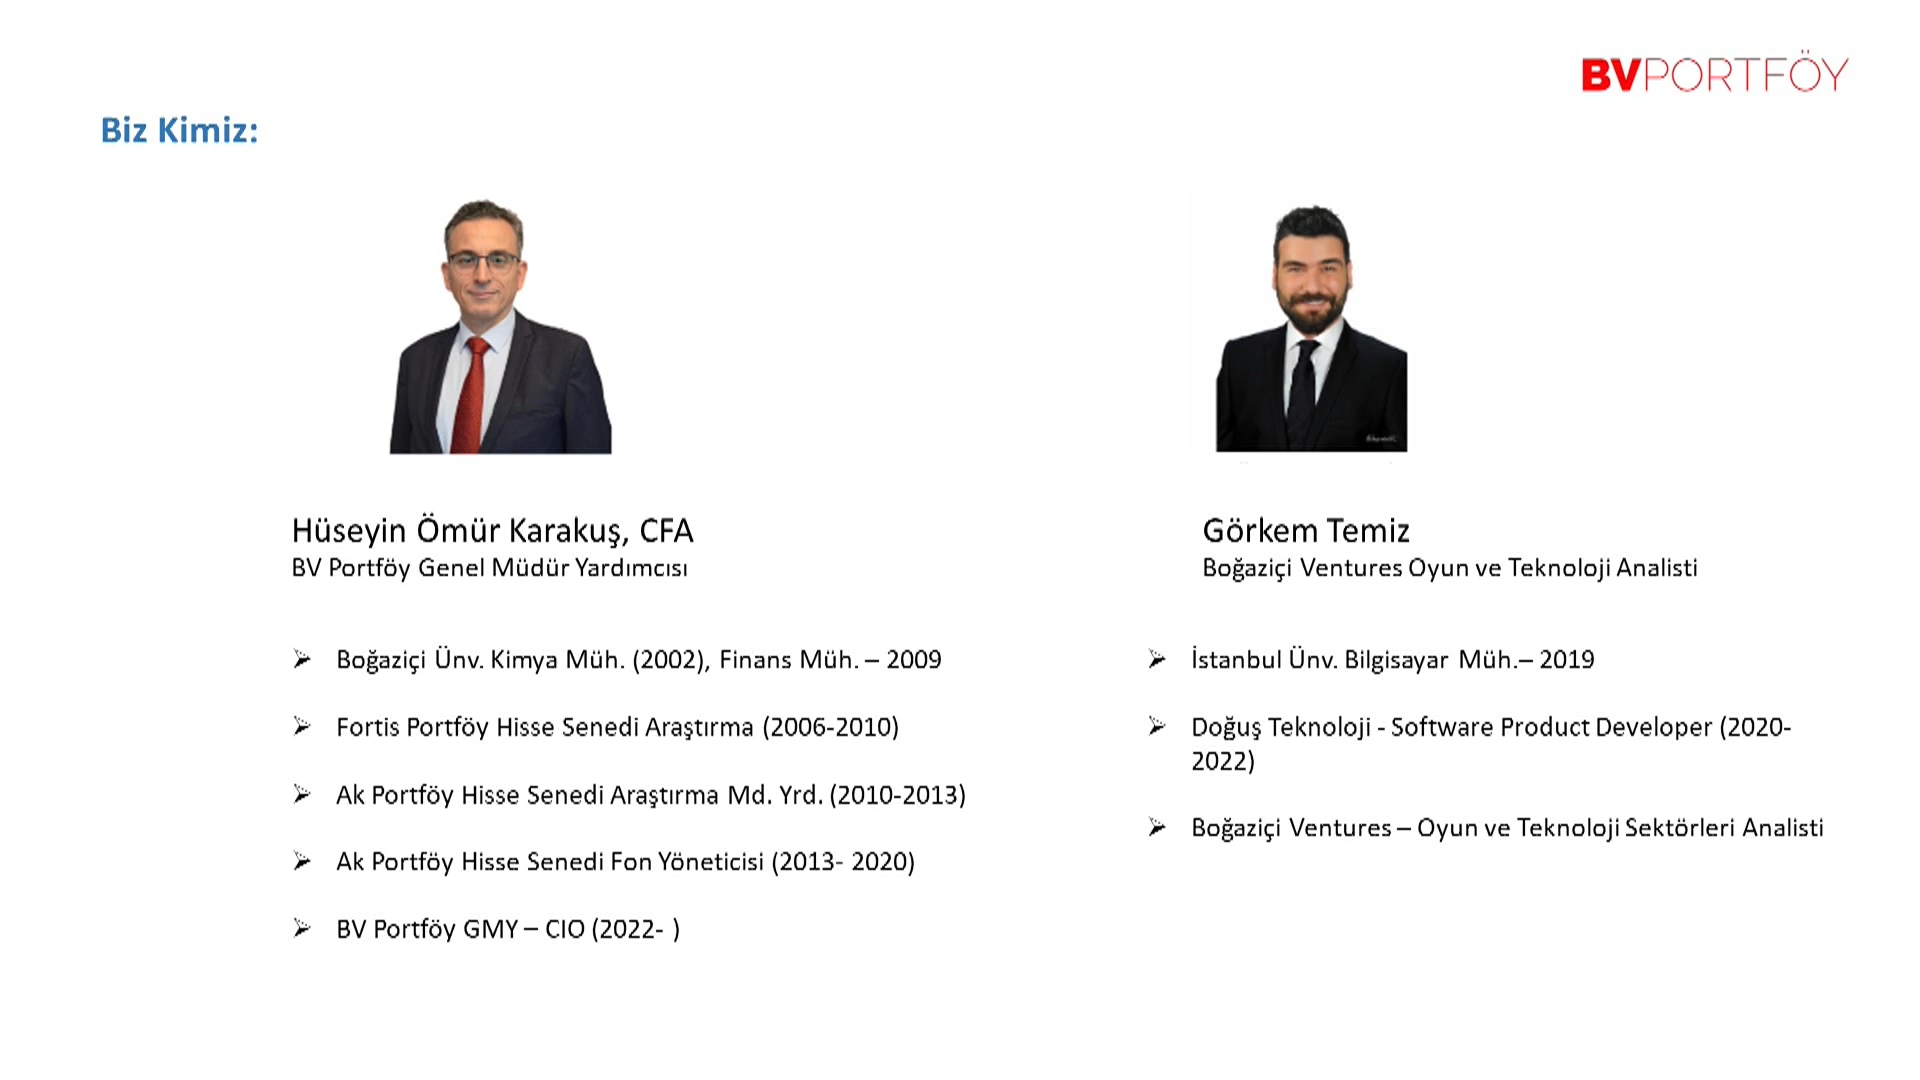 BVPORTFÖY
Biz Kimiz:
Hüseyin Ömür Karakuş, CFA
BV Portföy Genel Müdür Yardımcısı
➢ Boğaziçi Ünv. Kimya Müh. (2002), Finans Müh. – 2009
➢ Fortis Portföy Hisse Senedi Araştırma (2006-2010)
➢ Ak Portföy Hisse Senedi Araştırma Md. Yrd. (2010-2013)
➢ Ak Portföy Hisse Senedi Fon Yöneticisi (2013- 2020)
➢ BV Portföy GMY – CIO (2022- )
Görkem Temiz
Boğaziçi Ventures Oyun ve Teknoloji Analisti
➢ İstanbul Ünv. Bilgisayar Müh.– 2019
➢ Doğuş Teknoloji - Software Product Developer (2020-
2022)
➢ Boğaziçi Ventures – Oyun ve Teknoloji Sektörleri Analisti